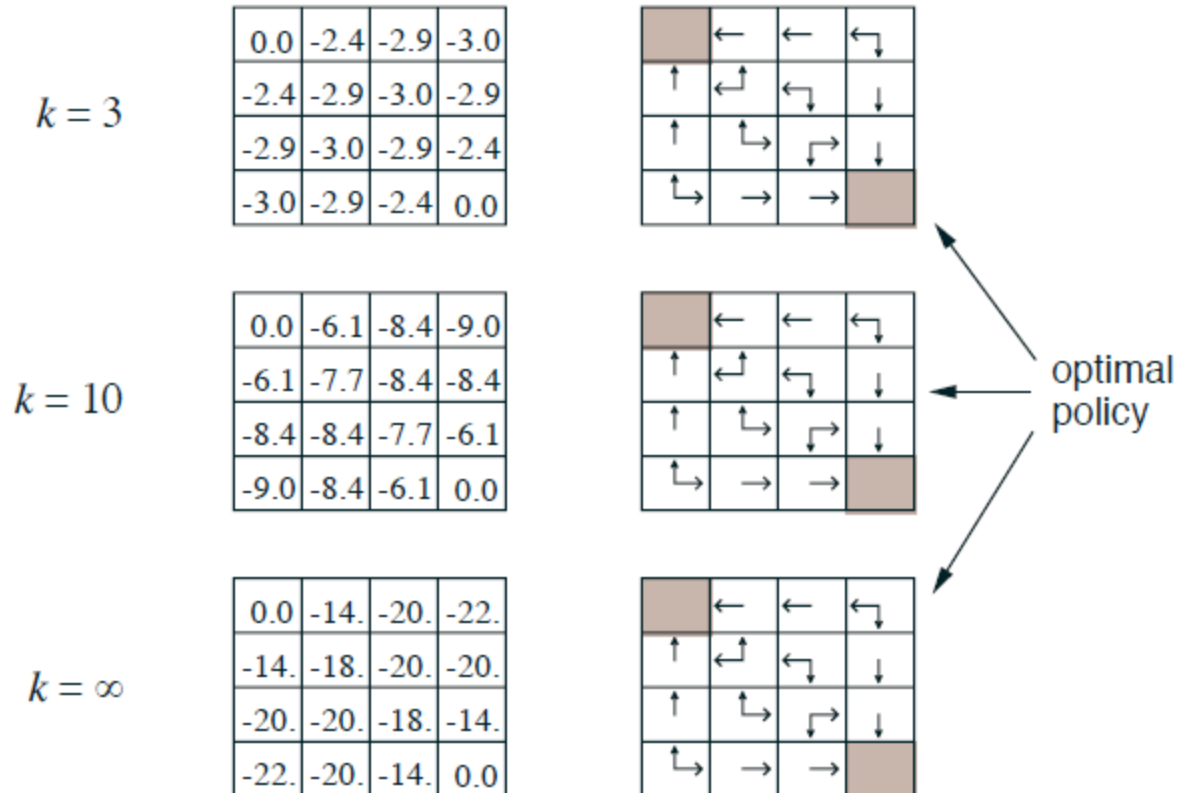 0.0 -2.4 -2.9 -3.0
-2.4 -2.9 -3.0 -2.9
k = 3
-2.9 -3.0 -2.9 -2.4
-3.0 -2.9 -2.4 0.0
0.0 -6.1 -8.4 -9.0
-6.1 -7.7 -8.4 -8.4
k = 10
-8.4 -8.4 -7.7 -6.1
-9.0 -8.4 -6.1 0.0
optimal
policy
0.0 -14. -20. -22.
-14. -18. -20. -20.
k = ∞
-20. -20. -18. -14.
-22. -20. -14. 0.0